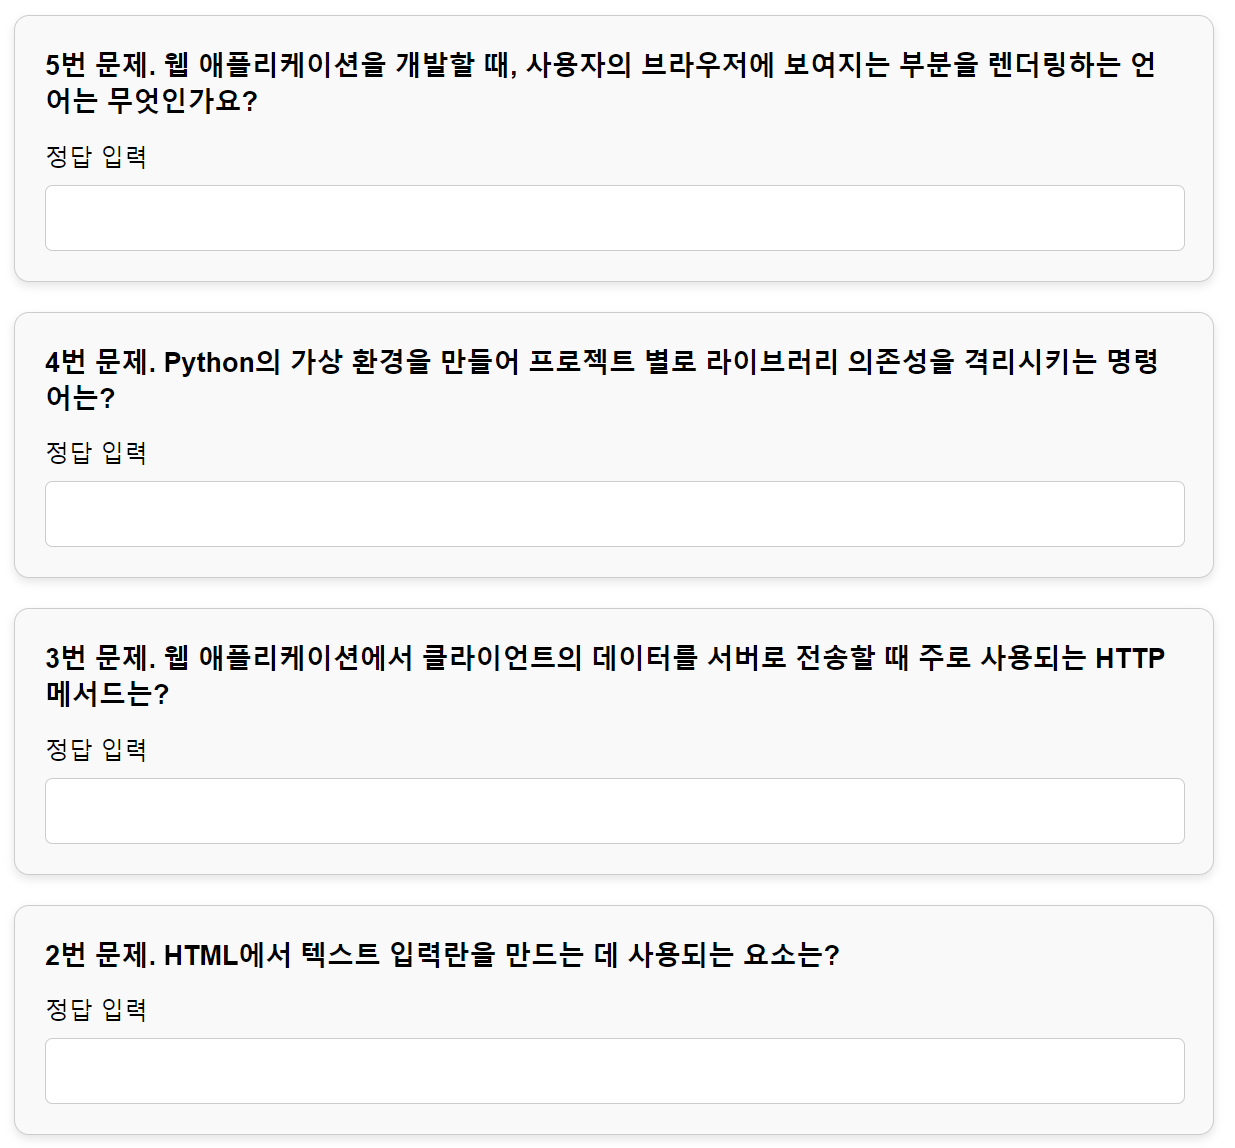 5번 문제. 웹 애플리케이션을 개발할 때, 사용자의 브라우저에 보여지는 부분을 렌더링하는 언
어는 무엇인가요?
정답 입력
4번 문제. Python의 가상 환경을 만들어 프로젝트 별로 라이브러리 의존성을 격리시키는 명령
어는?
정답 입력
3번 문제. 웹 애플리케이션에서 클라이언트의 데이터를 서버로 전송할 때 주로 사용되는 HTTP
메서드는?
정답 입력
2번 문제. HTML에서 텍스트 입력란을 만드는 데 사용되는 요소는?
정답 입력